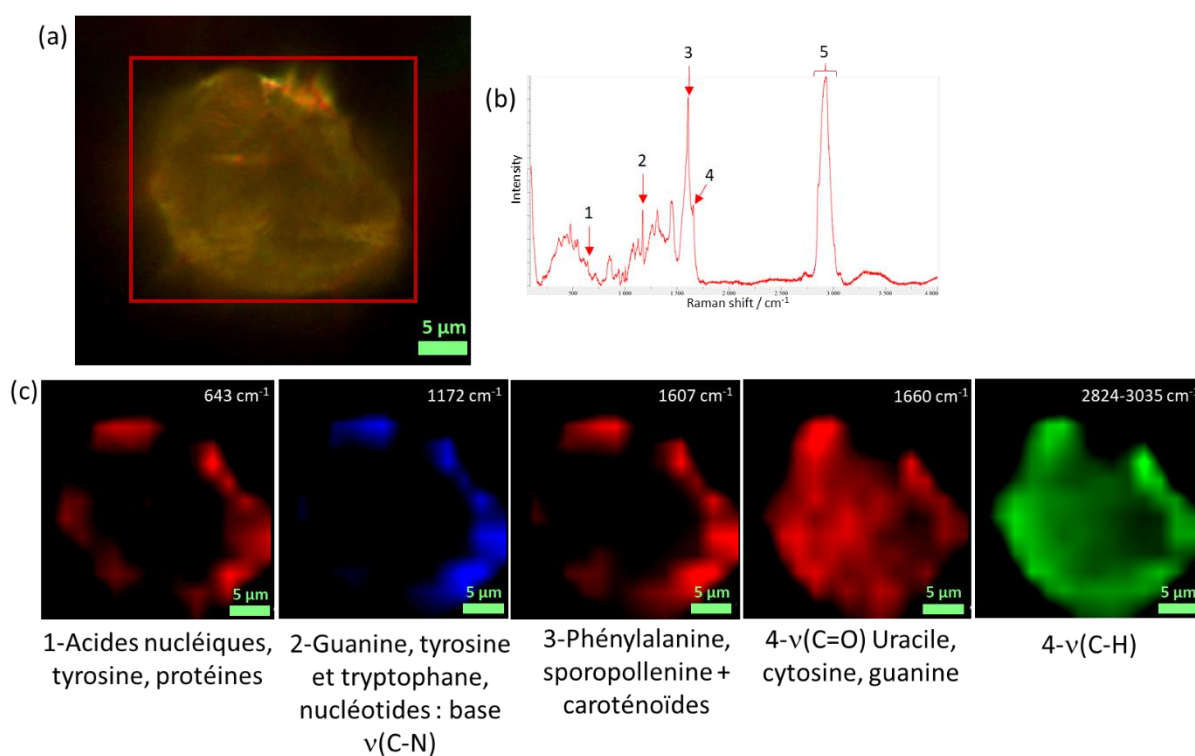 (a)
5 µm
(b)
1
2
3
4
5
Intensity
500
1 000
1 500
2 000
2 500
3 000
3 500
4 000
Raman shift / cm-1
(c)
643 cm-1
5 µm
1172 cm-1
5 µm
1607 cm-1
5 µm
1660 cm-1
5 µm
2824-3035 cm-1
5 µm
1-Acides nucléiques,
tyrosine, protéines
2-Guanine, tyrosine
et tryptophane,
nucléotides : base
ν(C-N)
3-Phénylalanine,
sporopollenine +
caroténoïdes
4-ν(C=O) Uracile,
cytosine, guanine
4-ν(C-H)